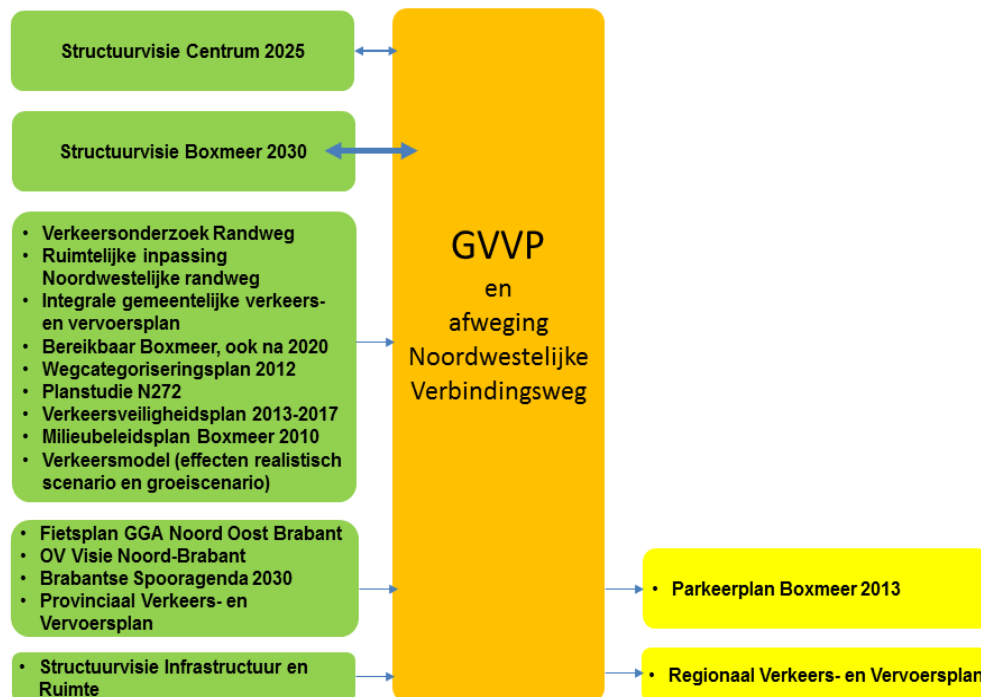 Structuurvisie Centrum 2025
Structuurvisie Boxmeer 2030
• Verkeersonderzoek Randweg
• Ruimtelijke inpassing
Noordwestelijke randweg
• Integrale gemeentelijke verkeers-
en vervoersplan
• Bereikbaar Boxmeer, ook na 2020
• Wegcategoriseringsplan 2012
• Planstudie N272
• Verkeersveiligheidsplan 2013-2017
• Milieubeleidsplan Boxmeer 2010
• Verkeersmodel (effecten realistisch
scenario en groeiscenario)
• Fietsplan GGA Noord Oost Brabant
• OV Visie Noord-Brabant
• Brabantse Spooragenda 2030
• Provinciaal Verkeers- en
Vervoersplan
• Structuurvisie Infrastructuur en
Ruimte
GVVP
en
afweging
Noordwestelijke
Verbindingsweg
• Parkeerplan Boxmeer 2013
• Regionaal Verkeers- en Vervoersplan